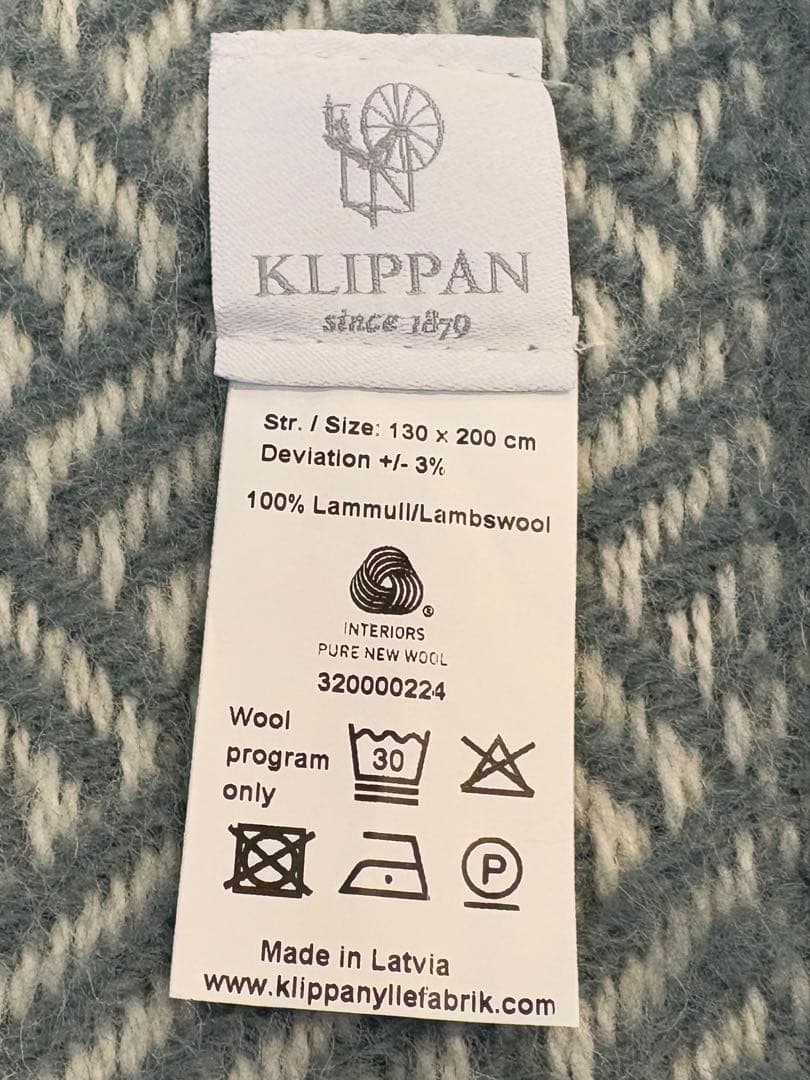 KLIPPAN
since 1879
Str. / Size: 130 x 200 cm
Deviation +/- 3%
100% Lammull/Lambswool
®
INTERIORS
PURE NEW WOOL
320000224
Wool
program
only
30
P
Made in Latvia
www.klippanyllefabrik.com